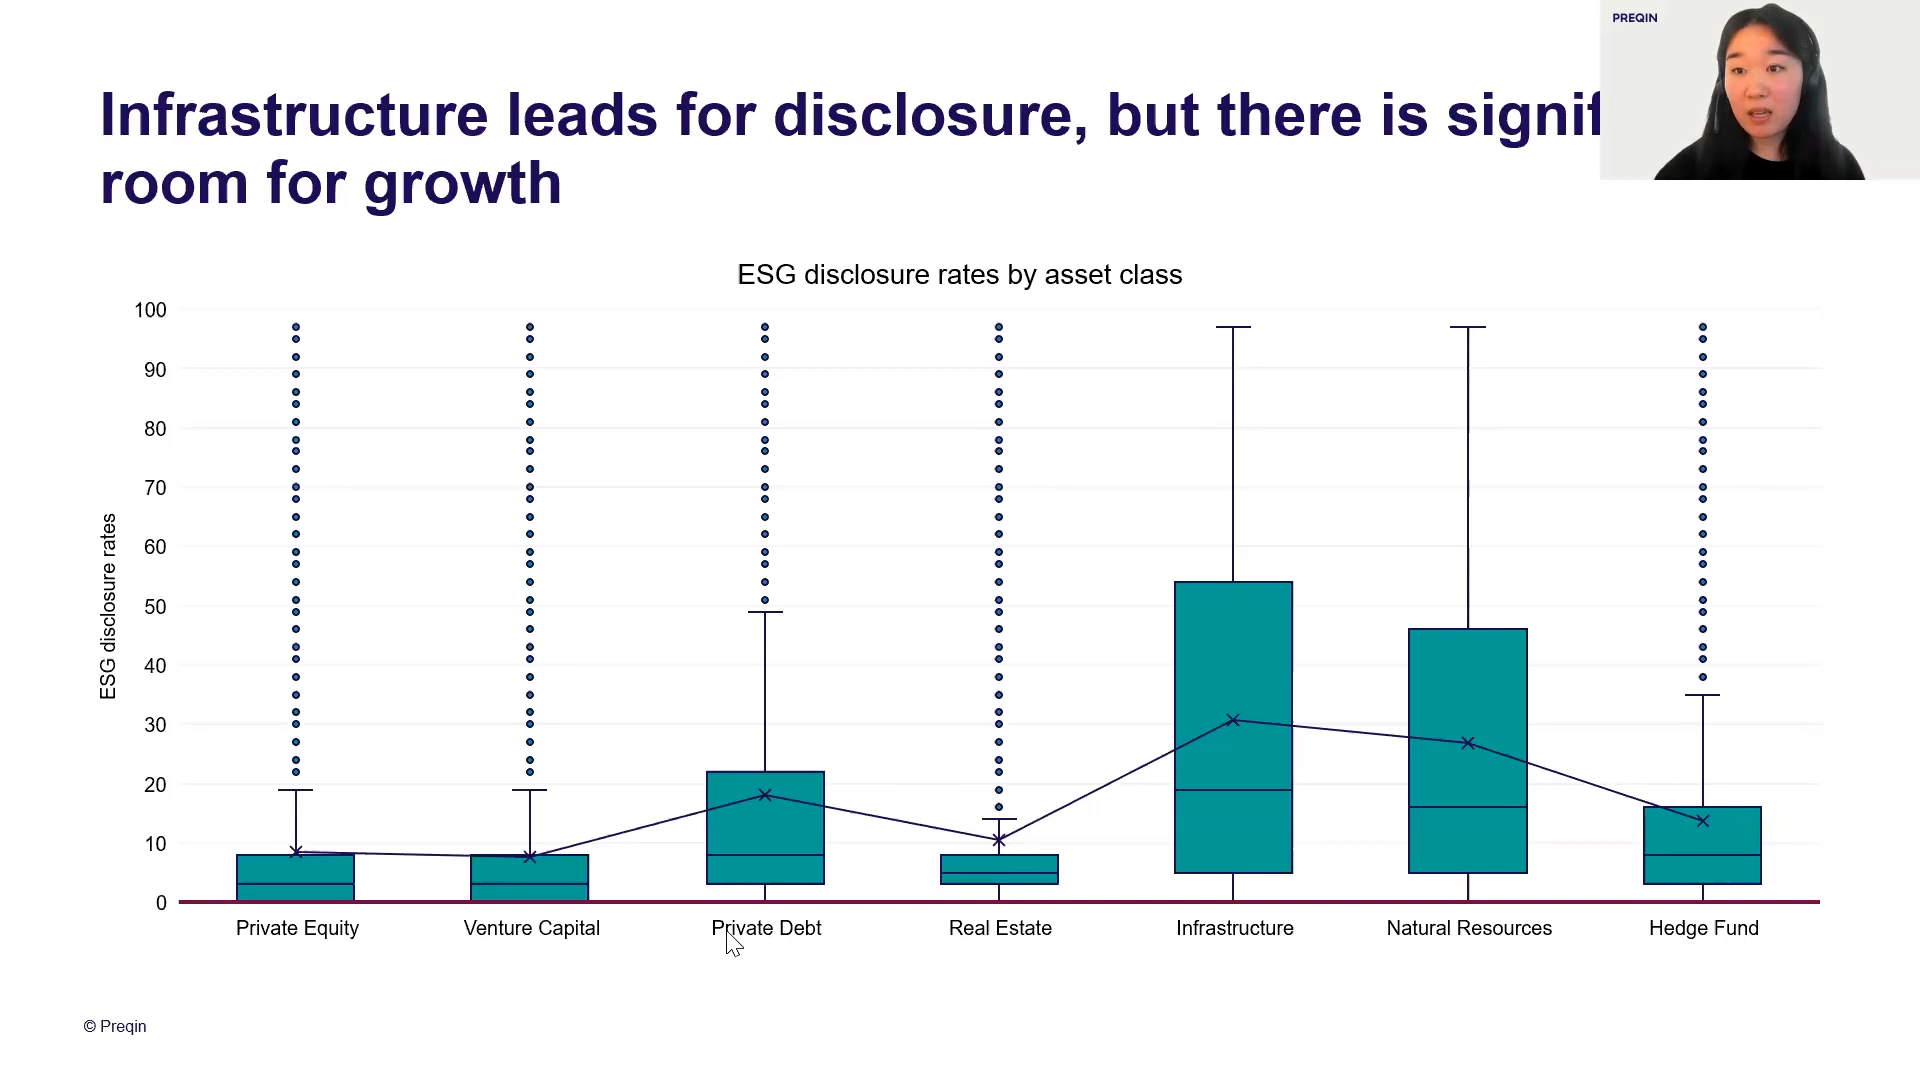 PREQIN
Infrastructure leads for disclosure, but there is
room for growth
ESG disclosure rates by asset class
ESG disclosure rates
100
90
80
70
60
50
40
30
20
10
0
Private Equity Venture Capital Private Debt Real Estate Infrastructure Natural Resources Hedge Fund
© Preqin